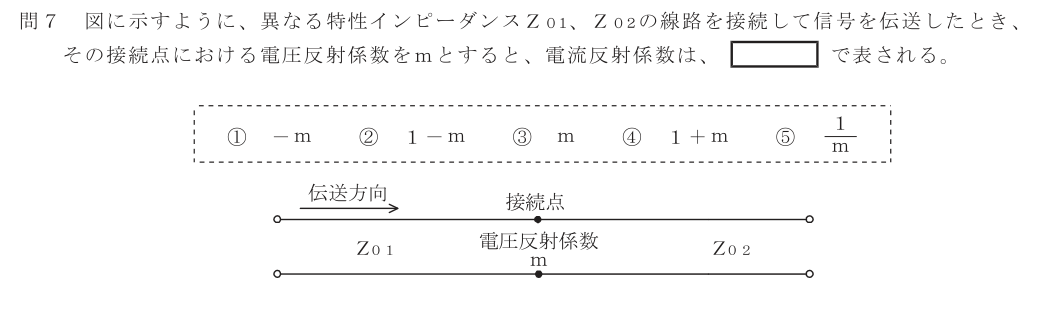 問７　図に示すように、異なる特性インピーダンスＺ０１、Ｚ０２の線路を接続して信号を伝送したとき、
その接続点における電圧反射係数をｍとすると、電流反射係数は、　　　　で表される。
①　－ｍ　②　１－ｍ　③　ｍ　④　１＋ｍ　⑤　１／ｍ
伝送方向
接続点
電圧反射係数
Ｚ０１　ｍ　Ｚ０２